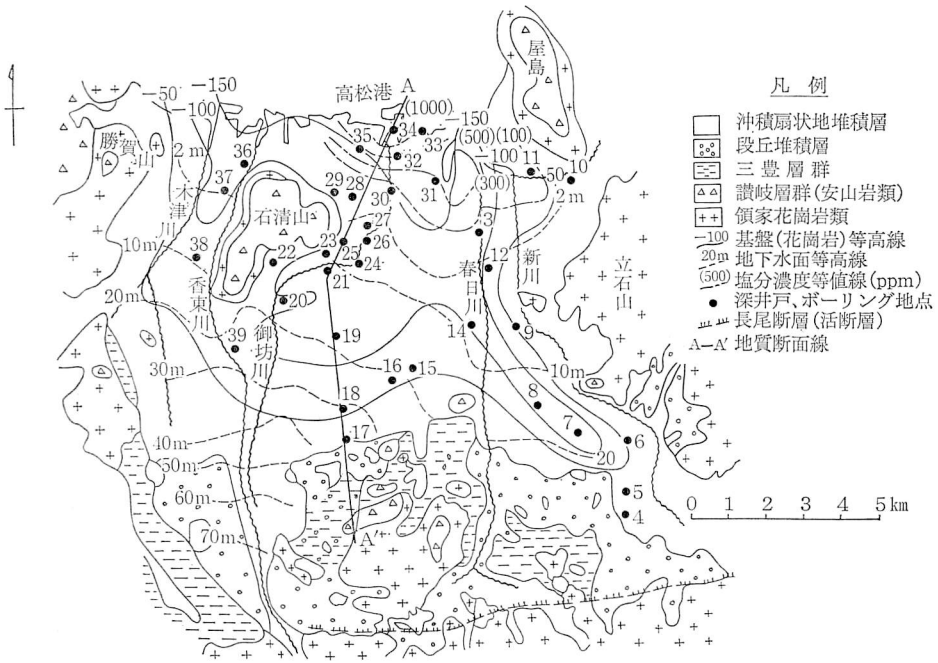 高松港 A
(1000)
−50
−150
−100
屋島
勝賀山
2m
木津川
36
37
35
34
33
32
−150
(500) (100)
−100
(300)
11
50
10
2m
29
28
30
31
石清山
27
3
38
10m
22
23
25
26
24
21
12
春日川
新川
立石山
香東川
20m
20
御坊川
39
19
14
9
30m
16
15
10m
18
8
40m
17
7
6
50m
20
60m
5
4
70m
A′
凡例
沖積扇状地堆積層
段丘堆積層
三豊層群
讃岐層群(安山岩類)
領家花崗岩類
−100 基盤(花崗岩)等高線
20m 地下水面等高線
(500) 塩分濃度等値線(ppm)
深井戸、ボーリング地点
長尾断層(活断層)
A−A′ 地質断面線
0 1 2 3 4 5km